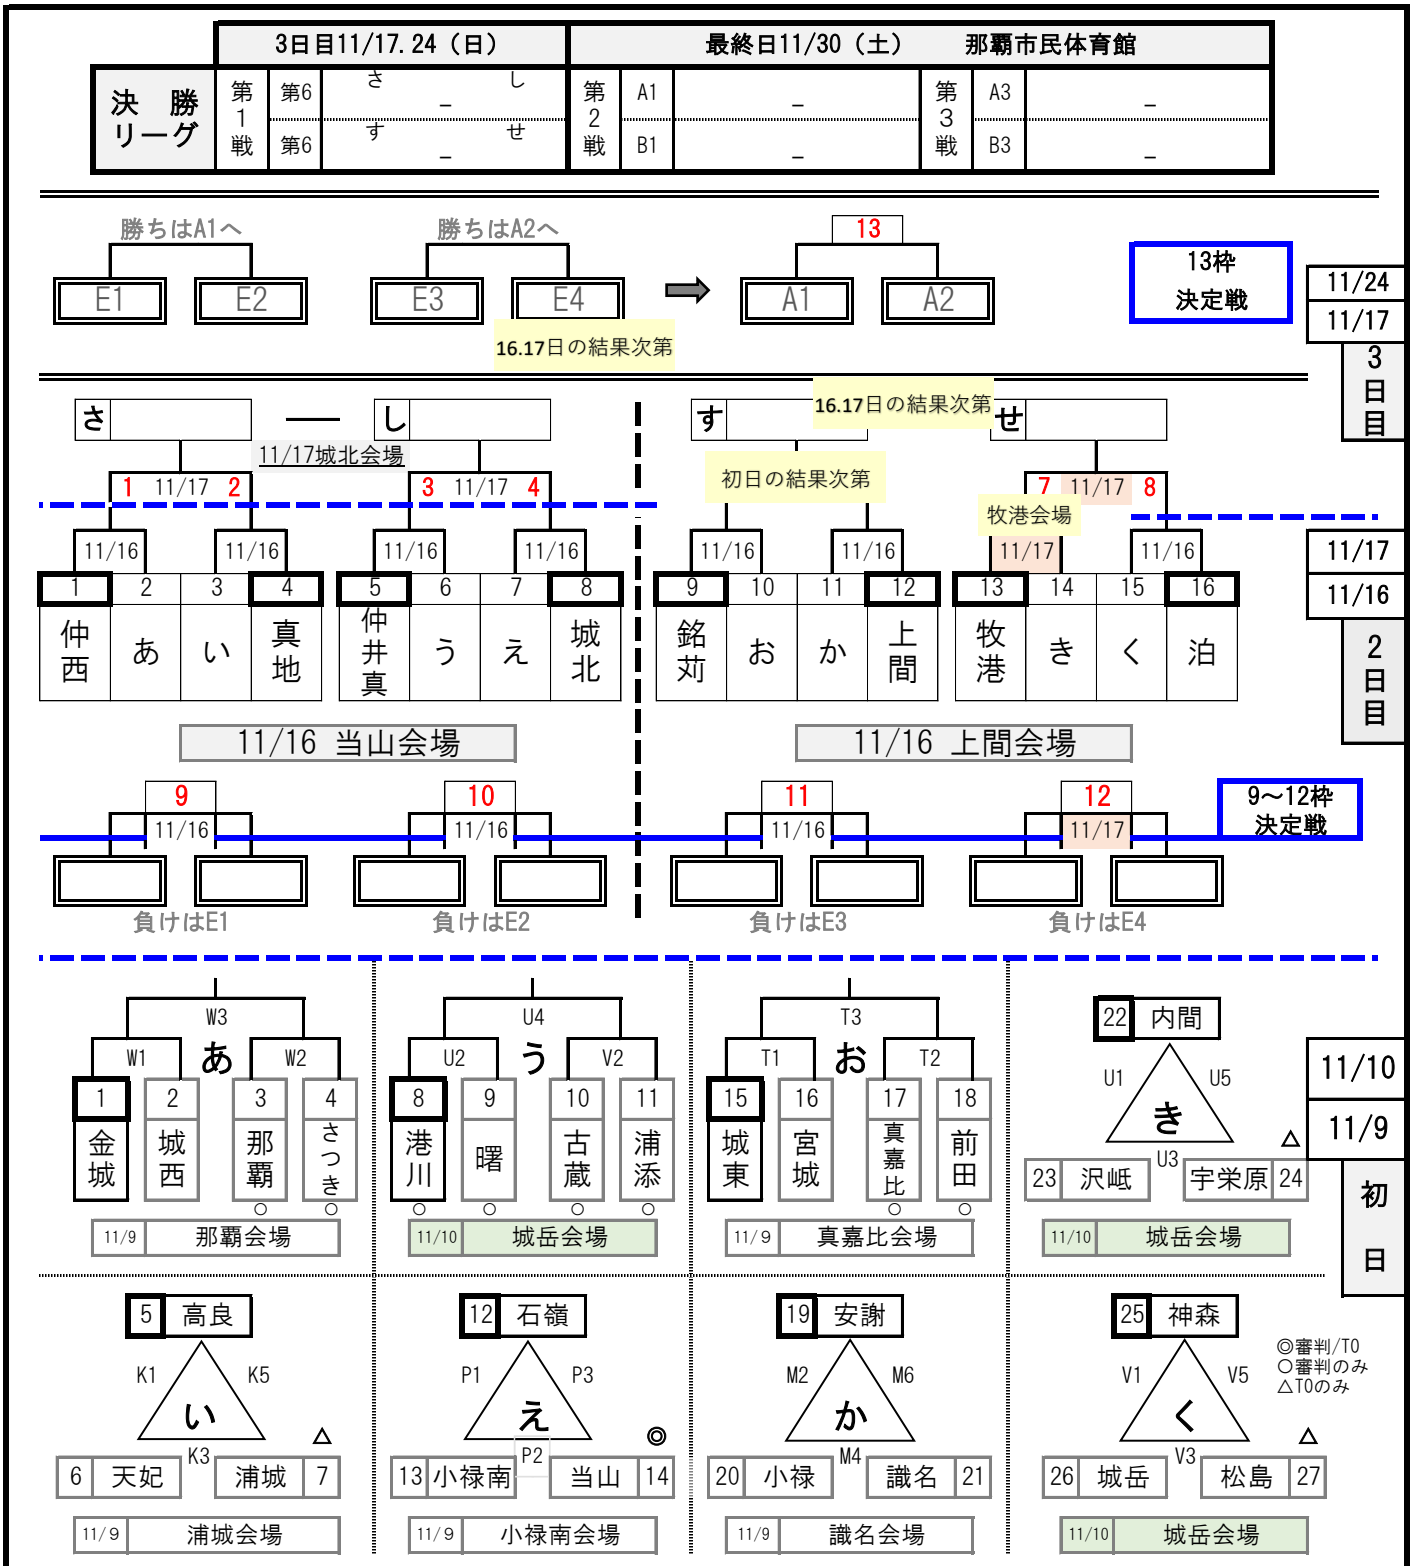 3日目11/17.24（日）
最終日11/30（土）　那覇市民体育館
決　勝
リーグ
第1戦
第6
さ
－
し
第6
す
－
せ
第2戦
A1
－
B1
－
第3戦
A3
－
B3
－
勝ちはA1へ
勝ちはA2へ
13
E1
E2
E3
E4
A1
A2
13枠
決定戦
11/24
11/17
3日目
16.17日の結果次第
16.17日の結果次第
さ
し
す
せ
11/17城北会場
初日の結果次第
1 11/17 2
3 11/17 4
7 11/17 8
牧港会場
11/16
11/16
11/16
11/16
11/16
11/16
11/17
11/16
11/17
11/16
2日目
1 2 3 4
5 6 7 8
9 10 11 12
13 14 15 16
仲西
あ
い
真地
仲井真
う
え
城北
銘苅
お
か
上間
牧港
き
く
泊
11/16 当山会場
11/16 上間会場
9
11/16
10
11/16
11
11/16
12
11/17
9～12枠
決定戦
負けはE1
負けはE2
負けはE3
負けはE4
W3
W1
あ
W2
1 2 3 4
金城
城西
那覇
さつき
○ ○
11/9 那覇会場
U4
U2
う
V2
8 9 10 11
港川
曙
古蔵
浦添
○ ○ ○ ○
11/10 城岳会場
T3
T1
お
T2
15 16 17 18
城東
宮城
真嘉比
前田
○ ○
11/9 真嘉比会場
22 内間
U1
U5
き
△
U3
23 沢岻
宇栄原 24
11/10 城岳会場
11/10
11/9
初日
5 高良
K1
K5
い
△
K3
6 天妃
浦城 7
11/9 浦城会場
12 石嶺
P1
P3
え
◎
P2
13 小禄南
当山 14
11/9 小禄南会場
19 安謝
M2
M6
か
M4
20 小禄
識名 21
11/9 識名会場
25 神森
V1
V5
く
△
V3
26 城岳
松島 27
11/10 城岳会場
◎審判/TO
○審判のみ
△TOのみ